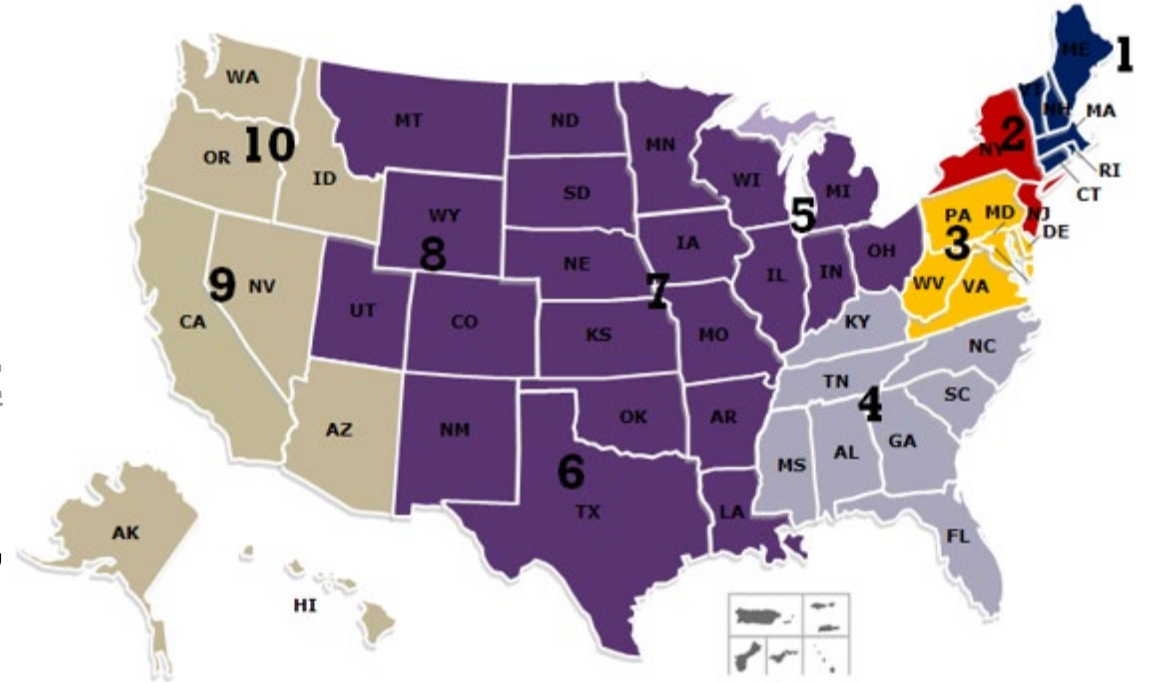 ME
1
WA
VT
NH
MA
MT
ND
MN
2
NY
OR
10
ID
RI
CT
SD
WI
MI
WY
5
PA
MD
NJ
DE
3
8
IA
OH
NE
IL
IN
9
NV
7
WV
VA
UT
CO
CA
KS
MO
KY
NC
TN
SC
4
AZ
NM
OK
AR
GA
MS
AL
6
TX
LA
AK
FL
HI